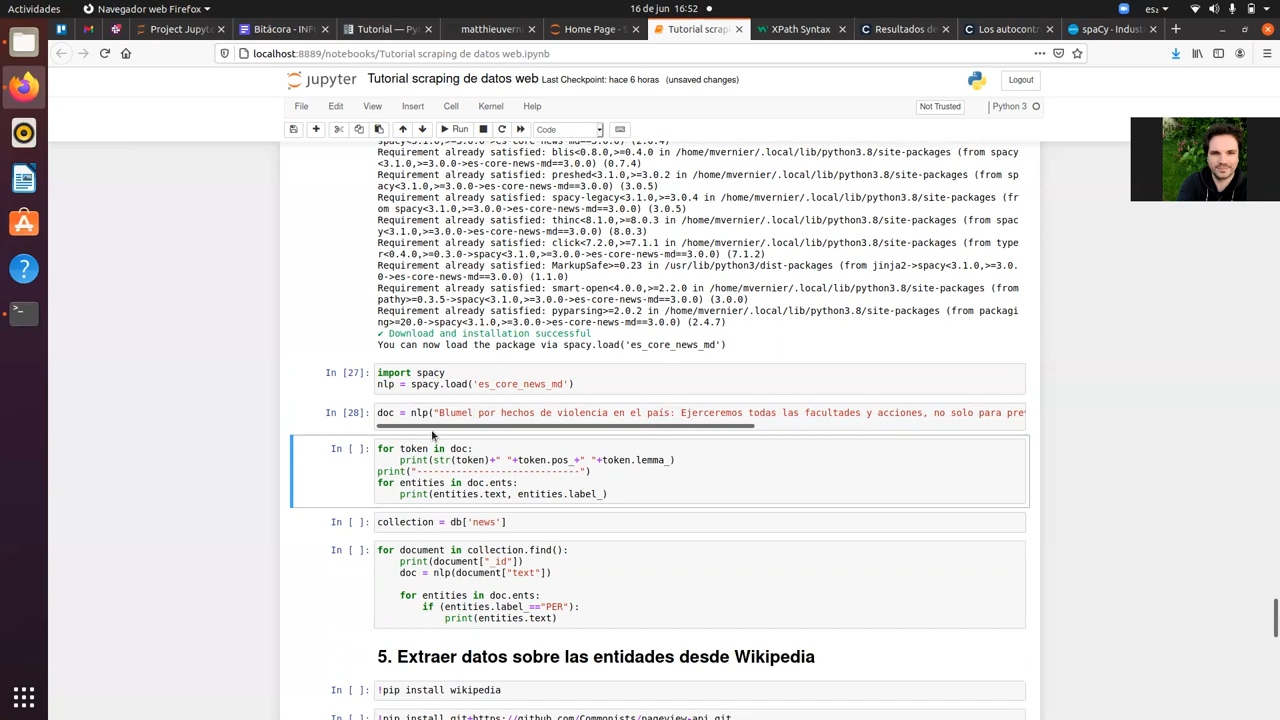 Actividades
Navegador web Firefox
16 de jun 16:52
es₂
Project Jupyter
Bitácora - INFC
Tutorial — Py
matthieuverni
Home Page - S
Tutorial scrap
XPath Syntax
Resultados de
Los autocontro
spaCy · Indust
localhost:8889/notebooks/Tutorial scraping de datos web.ipynb
jupyter Tutorial scraping de datos web Last Checkpoint: hace 6 horas (unsaved changes)
Logout
File Edit View Insert Cell Kernel Help
Not Trusted
Python 3
Run
Code
Requirement already satisfied: blis<0.8.0,>=0.4.0 in /home/mvernier/.local/lib/python3.8/site-packages (from spacy
<3.1.0,>=3.0.0->es-core-news-md==3.0.0) (0.7.4)
Requirement already satisfied: preshed<3.1.0,>=3.0.2 in /home/mvernier/.local/lib/python3.8/site-packages (from sp
acy<3.1.0,>=3.0.0->es-core-news-md==3.0.0) (3.0.5)
Requirement already satisfied: spacy-legacy<3.1.0,>=3.0.4 in /home/mvernier/.local/lib/python3.8/site-packages (fr
om spacy<3.1.0,>=3.0.0->es-core-news-md==3.0.0) (3.0.5)
Requirement already satisfied: thinc<8.1.0,>=8.0.3 in /home/mvernier/.local/lib/python3.8/site-packages (from spac
y<3.1.0,>=3.0.0->es-core-news-md==3.0.0) (8.0.3)
Requirement already satisfied: click<7.2.0,>=7.1.1 in /home/mvernier/.local/lib/python3.8/site-packages (from type
r<0.4.0,>=0.3.0->spacy<3.1.0,>=3.0.0->es-core-news-md==3.0.0) (7.1.2)
Requirement already satisfied: MarkupSafe>=0.23 in /usr/lib/python3/dist-packages (from jinja2->spacy<3.1.0,>=3.0.
0->es-core-news-md==3.0.0) (1.1.0)
Requirement already satisfied: smart-open<4.0.0,>=2.2.0 in /home/mvernier/.local/lib/python3.8/site-packages (from
pathy>=0.3.5->spacy<3.1.0,>=3.0.0->es-core-news-md==3.0.0) (3.0.0)
Requirement already satisfied: pyparsing>=2.0.2 in /home/mvernier/.local/lib/python3.8/site-packages (from packagi
ng>=20.0->spacy<3.1.0,>=3.0.0->es-core-news-md==3.0.0) (2.4.7)
✔ Download and installation successful
You can now load the package via spacy.load('es_core_news_md')
In [27]: import spacy
nlp = spacy.load('es_core_news_md')
In [28]: doc = nlp("Blumel por hechos de violencia en el país: Ejerceremos todas las facultades y acciones, no solo para pre
In [ ]: for token in doc:
print(str(token)+" "+token.pos_+" "+token.lemma_)
print("----------------------------")
for entities in doc.ents:
print(entities.text, entities.label_)
In [ ]: collection = db['news']
In [ ]: for document in collection.find():
print(document["_id"])
doc = nlp(document["text"])
for entities in doc.ents:
if (entities.label_=="PER"):
print(entities.text)
5. Extraer datos sobre las entidades desde Wikipedia
In [ ]: !pip install wikipedia
!pip install git+https://github.com/Commonists/pageview-api.git